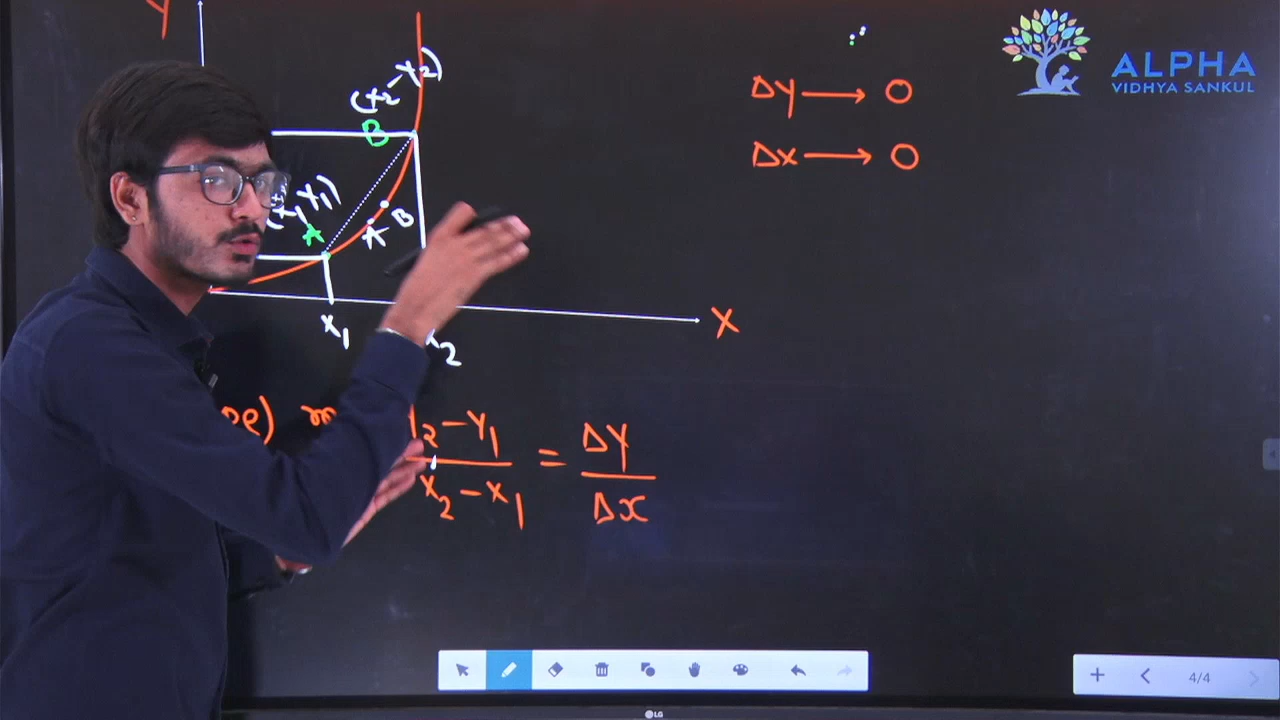 Y
ALPHA
VIDHYA SANKUL
ΔY → 0
(x2 - Y2)
B
Δx → 0
Y1)
A
A B
X
x1
x2
pe) m
Y2 - Y1
x2 - x1
= ΔY
Δx
4/4
LG